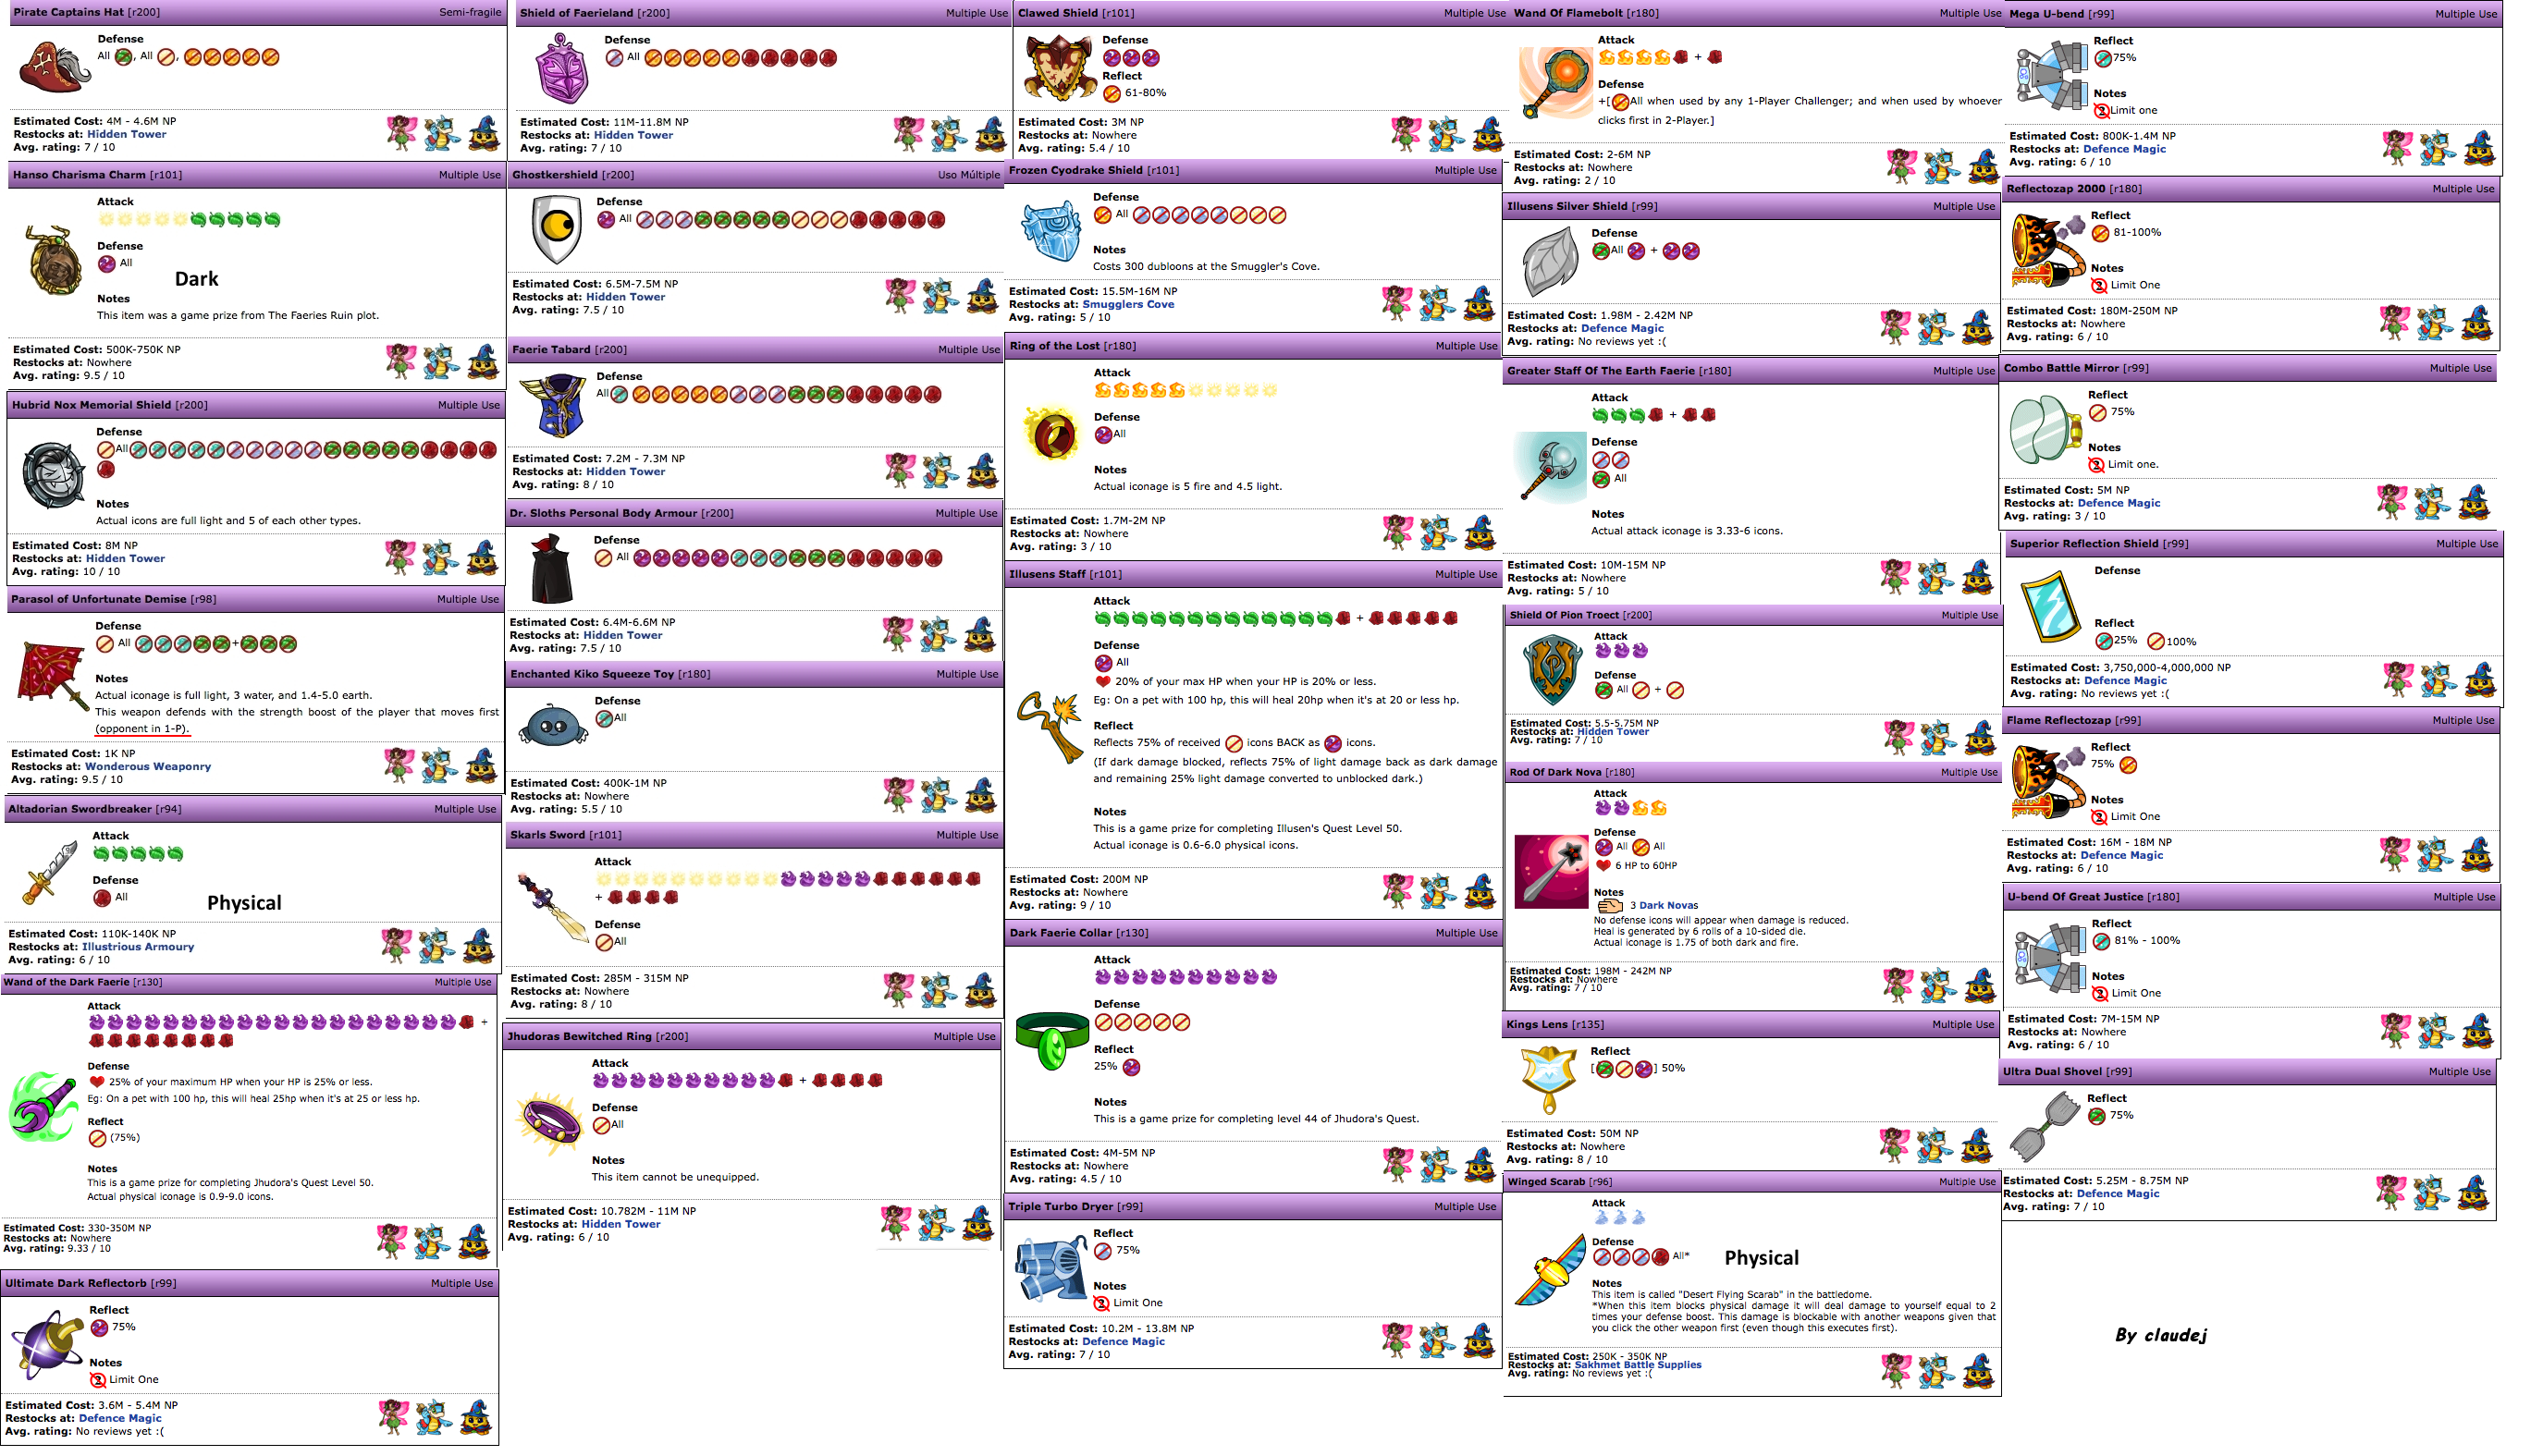 Pirate Captains Hat [r200] Semi-fragile
Defense
All , All ,
Estimated Cost: 4M - 4.6M NP
Restocks at: Hidden Tower
Avg. rating: 7 / 10
Hanso Charisma Charm [r101] Multiple Use
Attack
Defense
All
Dark
Notes
This item was a game prize from The Faeries Ruin plot.
Estimated Cost: 500K-750K NP
Restocks at: Nowhere
Avg. rating: 9.5 / 10
Hubrid Nox Memorial Shield [r200] Multiple Use
Defense
All
Notes
Actual icons are full light and 5 of each other types.
Estimated Cost: 8M NP
Restocks at: Hidden Tower
Avg. rating: 10 / 10
Parasol of Unfortunate Demise [r98] Multiple Use
Defense
All +
Notes
Actual iconage is full light, 3 water, and 1.4-5.0 earth.
This weapon defends with the strength boost of the player that moves first
(opponent in 1-P).
Estimated Cost: 1K NP
Restocks at: Wonderous Weaponry
Avg. rating: 9.5 / 10
Altadorian Swordbreaker [r94] Multiple Use
Attack
Defense
All
Physical
Estimated Cost: 110K-140K NP
Restocks at: Illustrious Armoury
Avg. rating: 6 / 10
Wand of the Dark Faerie [r130] Multiple Use
Attack
+
Defense
25% of your maximum HP when your HP is 25% or less.
Eg: On a pet with 100 hp, this will heal 25hp when it's at 25 or less hp.
Reflect
(75%)
Notes
This is a game prize for completing Jhudora's Quest Level 50.
Actual physical iconage is 0.9-9.0 icons.
Estimated Cost: 330-350M NP
Restocks at: Nowhere
Avg. rating: 9.33 / 10
Ultimate Dark Reflectorb [r99] Multiple Use
Reflect
75%
Notes
Limit One
Estimated Cost: 3.6M - 5.4M NP
Restocks at: Defence Magic
Avg. rating: No reviews yet :(
Shield of Faerieland [r200] Multiple Use
Defense
All
Estimated Cost: 11M-11.8M NP
Restocks at: Hidden Tower
Avg. rating: 7 / 10
Ghostkershield [r200] Uso Múltiple
Defense
All
Estimated Cost: 6.5M-7.5M NP
Restocks at: Hidden Tower
Avg. rating: 7.5 / 10
Faerie Tabard [r200] Multiple Use
Defense
All
Estimated Cost: 7.2M - 7.3M NP
Restocks at: Hidden Tower
Avg. rating: 8 / 10
Dr. Sloths Personal Body Armour [r200] Multiple Use
Defense
All
Estimated Cost: 6.4M-6.6M NP
Restocks at: Hidden Tower
Avg. rating: 7.5 / 10
Enchanted Kiko Squeeze Toy [r180] Multiple Use
Defense
All
Estimated Cost: 400K-1M NP
Restocks at: Nowhere
Avg. rating: 5.5 / 10
Skarls Sword [r101] Multiple Use
Attack
+
Defense
All
Estimated Cost: 285M - 315M NP
Restocks at: Nowhere
Avg. rating: 8 / 10
Jhudoras Bewitched Ring [r200] Multiple Use
Attack
+
Defense
All
Notes
This item cannot be unequipped.
Estimated Cost: 10.782M - 11M NP
Restocks at: Hidden Tower
Avg. rating: 6 / 10
Clawed Shield [r101] Multiple Use
Defense
Reflect
61-80%
Estimated Cost: 3M NP
Restocks at: Nowhere
Avg. rating: 5.4 / 10
Frozen Cyodrake Shield [r101] Multiple Use
Defense
All
Notes
Costs 300 dubloons at the Smuggler's Cove.
Estimated Cost: 15.5M-16M NP
Restocks at: Smugglers Cove
Avg. rating: 5 / 10
Ring of the Lost [r180] Multiple Use
Attack
Defense
All
Notes
Actual iconage is 5 fire and 4.5 light.
Estimated Cost: 1.7M-2M NP
Restocks at: Nowhere
Avg. rating: 3 / 10
Illusens Staff [r101] Multiple Use
Attack
+
Defense
All
20% of your max HP when your HP is 20% or less.
Eg: On a pet with 100 hp, this will heal 20hp when it's at 20 or less hp.
Reflect
Reflects 75% of received icons BACK as icons.
(If dark damage blocked, reflects 75% of light damage back as dark damage
and remaining 25% light damage converted to unblocked dark.)
Notes
This is a game prize for completing Illusen's Quest Level 50.
Actual iconage is 0.6-6.0 physical icons.
Estimated Cost: 200M NP
Restocks at: Nowhere
Avg. rating: 9 / 10
Dark Faerie Collar [r130] Multiple Use
Attack
Defense
Reflect
25%
Notes
This is a game prize for completing level 44 of Jhudora's Quest.
Estimated Cost: 4M-5M NP
Restocks at: Nowhere
Avg. rating: 4.5 / 10
Triple Turbo Dryer [r99] Multiple Use
Reflect
75%
Notes
Limit One
Estimated Cost: 10.2M - 13.8M NP
Restocks at: Defence Magic
Avg. rating: 7 / 10
Wand Of Flamebolt [r180] Multiple Use
Attack
+
Defense
+[ All when used by any 1-Player Challenger; and when used by whoever
clicks first in 2-Player.]
Estimated Cost: 2-6M NP
Restocks at: Nowhere
Avg. rating: 2 / 10
Illusens Silver Shield [r99] Multiple Use
Defense
All +
Estimated Cost: 1.98M - 2.42M NP
Restocks at: Defence Magic
Avg. rating: No reviews yet :(
Greater Staff Of The Earth Faerie [r180] Multiple Use
Attack
+
Defense
All
Notes
Actual attack iconage is 3.33-6 icons.
Estimated Cost: 10M-15M NP
Restocks at: Nowhere
Avg. rating: 5 / 10
Shield Of Pion Troect [r200] Multiple Use
Attack
Defense
All +
Estimated Cost: 5.5-5.75M NP
Restocks at: Hidden Tower
Avg. rating: 7 / 10
Rod Of Dark Nova [r180] Multiple Use
Attack
Defense
All All
6 HP to 60HP
Notes
3 Dark Novas
No defense icons will appear when damage is reduced.
Heal is generated by 6 rolls of a 10-sided die.
Actual iconage is 1.75 of both dark and fire.
Estimated Cost: 198M - 242M NP
Restocks at: Nowhere
Avg. rating: 7 / 10
Kings Lens [r135] Multiple Use
Reflect
[ ] 50%
Estimated Cost: 50M NP
Restocks at: Nowhere
Avg. rating: 8 / 10
Winged Scarab [r96] Multiple Use
Attack
Defense
All*
Physical
Notes
This item is called "Desert Flying Scarab" in the battledome.
*When this item blocks physical damage it will deal damage to yourself equal to 2
times your defense boost. This damage is blockable with another weapons given that
you click the other weapon first (even though this executes first).
Estimated Cost: 250K - 350K NP
Restocks at: Sakhmet Battle Supplies
Avg. rating: No reviews yet :(
Mega U-bend [r99] Multiple Use
Reflect
75%
Notes
Limit one
Estimated Cost: 800K-1.4M NP
Restocks at: Defence Magic
Avg. rating: 6 / 10
Reflectozap 2000 [r180] Multiple Use
Reflect
81-100%
Notes
Limit One
Estimated Cost: 180M-250M NP
Restocks at: Nowhere
Avg. rating: 6 / 10
Combo Battle Mirror [r99] Multiple Use
Reflect
75%
Notes
Limit one.
Estimated Cost: 5M NP
Restocks at: Defence Magic
Avg. rating: 3 / 10
Superior Reflection Shield [r99] Multiple Use
Defense
Reflect
25% 100%
Estimated Cost: 3,750,000-4,000,000 NP
Restocks at: Defence Magic
Avg. rating: No reviews yet :(
Flame Reflectozap [r99] Multiple Use
Reflect
75%
Notes
Limit One
Estimated Cost: 16M - 18M NP
Restocks at: Defence Magic
Avg. rating: 6 / 10
U-bend Of Great Justice [r180] Multiple Use
Reflect
81% - 100%
Notes
Limit One
Estimated Cost: 7M-15M NP
Restocks at: Nowhere
Avg. rating: 6 / 10
Ultra Dual Shovel [r99] Multiple Use
Reflect
75%
Estimated Cost: 5.25M - 8.75M NP
Restocks at: Defence Magic
Avg. rating: 7 / 10
By claudej